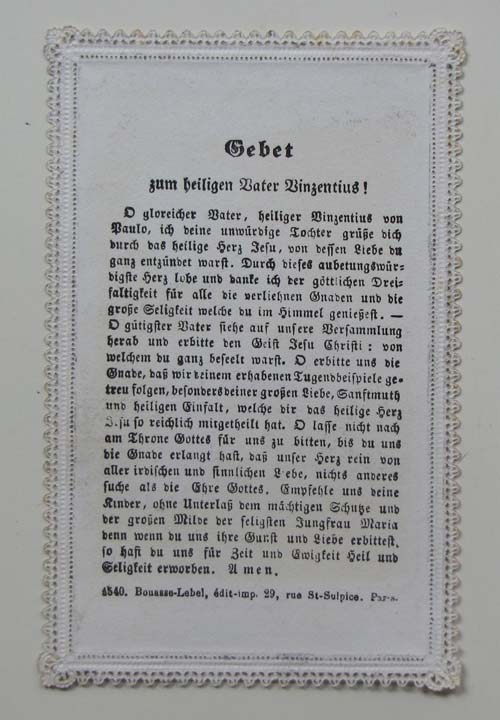 Gebet
zum heiligen Vater Vinzentius!
O gloreicher Vater, heiliger Vinzentius von
Paulo, ich deine unwürdige Tochter grüße dich
durch das heilige Herz Jesu, von dessen Liebe du
ganz entzündet warst. Durch dieses aubetungswür-
digste Herz lobe und danke ich der göttlichen Drei-
faltigkeit für alle die verliehnen Gnaden und die
große Seligkeit welche du im Himmel genießest. —
O gütigster Vater siehe auf unsere Versammlung
herab und erbitte den Geist Jesu Christi: von
welchem du ganz beseelt warst. O erbitte uns die
Gnade, daß wir deinem erhabenen Tugendbeispiele ge-
treu folgen, besonders deiner großen Liebe, Sanftmuth
und heiligen Einfalt, welche dir das heilige Herz
Jesu so reichlich mitgetheilt hat. O lasse nicht nach
am Throne Gottes für uns zu bitten, bis du uns
die Gnade erlangt hast, daß unser Herz rein von
aller irdischen und sinnlichen Liebe, nichts anderes
suche als die Ehre Gottes. Empfehle uns deine
Kinder, ohne Unterlaß dem mächtigen Schutze und
der großen Milde der seligsten Jungfrau Maria
denn wenn du uns ihre Gunst und Liebe erbittest,
so hast du uns für Zeit und Ewigkeit Heil und
Seligkeit erworben. Amen.
4540. Bouasse-Lebel, édit-imp. 29, rue St-Sulpice. Paris.